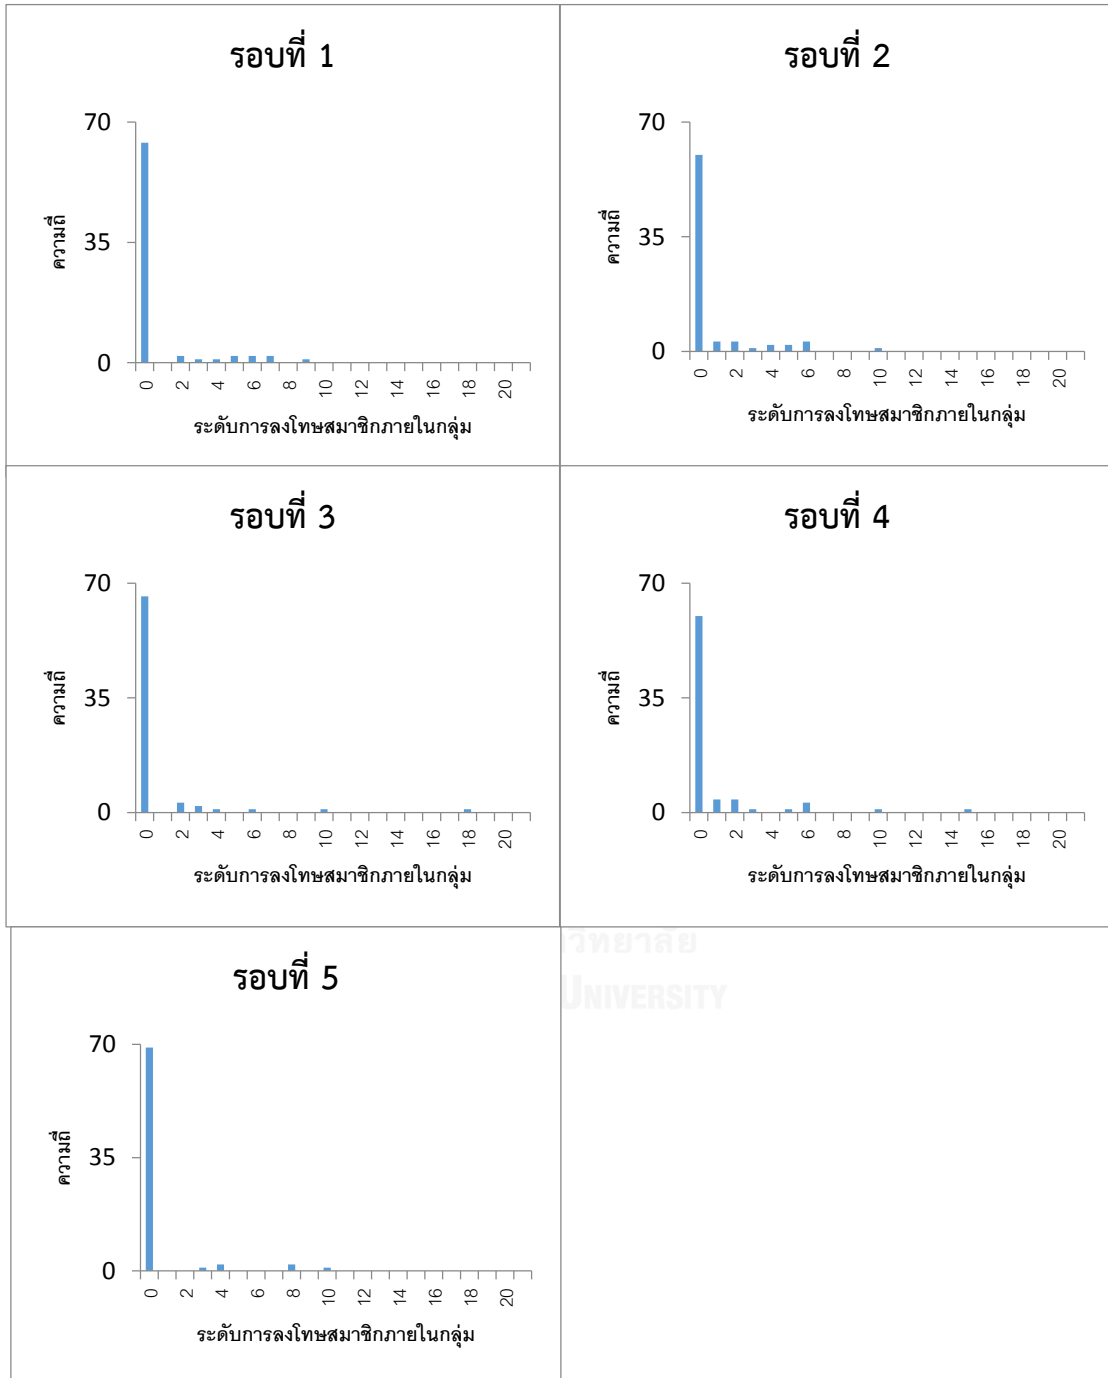 รอบที่ 1
70
35
0
ความถี่
0 2 4 6 8 10 12 14 16 18 20
ระดับการลงโทษสมาชิกภายในกลุ่ม
รอบที่ 2
70
35
0
ความถี่
0 2 4 6 8 10 12 14 16 18 20
ระดับการลงโทษสมาชิกภายในกลุ่ม
รอบที่ 3
70
35
0
ความถี่
0 2 4 6 8 10 12 14 16 18 20
ระดับการลงโทษสมาชิกภายในกลุ่ม
รอบที่ 4
70
35
0
ความถี่
0 2 4 6 8 10 12 14 16 18 20
ระดับการลงโทษสมาชิกภายในกลุ่ม
วิทยาลัย
UNIVERSITY
รอบที่ 5
70
35
0
ความถี่
0 2 4 6 8 10 12 14 16 18 20
ระดับการลงโทษสมาชิกภายในกลุ่ม